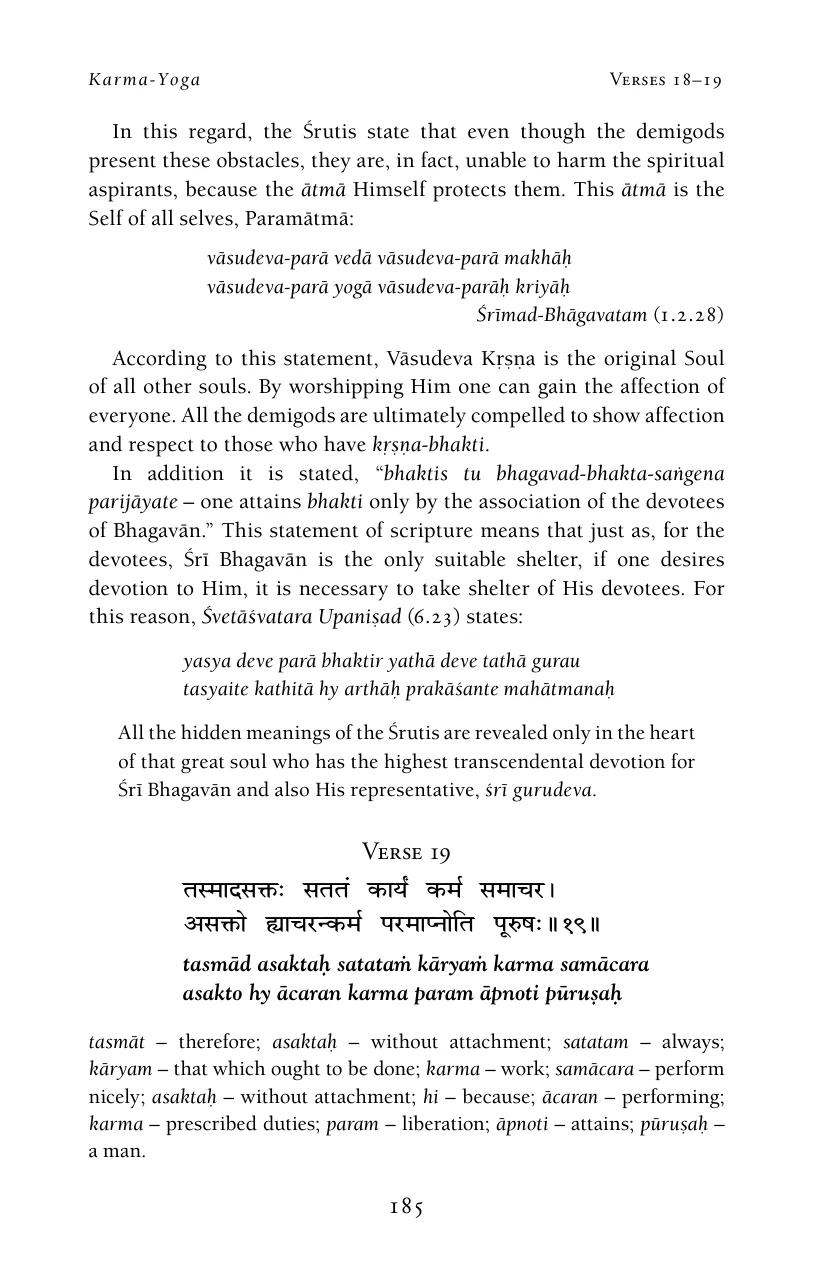 Karma-Yoga Verses 18–19
In this regard, the Śrutis state that even though the demigods
present these obstacles, they are, in fact, unable to harm the spiritual
aspirants, because the ātmā Himself protects them. This ātmā is the
Self of all selves, Paramātmā:
vāsudeva-parā vedā vāsudeva-parā makhāḥ
vāsudeva-parā yogā vāsudeva-parāḥ kriyāḥ
Śrīmad-Bhāgavatam (1.2.28)
According to this statement, Vāsudeva Kṛṣṇa is the original Soul
of all other souls. By worshipping Him one can gain the affection of
everyone. All the demigods are ultimately compelled to show affection
and respect to those who have kṛṣṇa-bhakti.
In addition it is stated, “bhaktis tu bhagavad-bhakta-saṅgena
parijāyate – one attains bhakti only by the association of the devotees
of Bhagavān.” This statement of scripture means that just as, for the
devotees, Śrī Bhagavān is the only suitable shelter, if one desires
devotion to Him, it is necessary to take shelter of His devotees. For
this reason, Śvetāśvatara Upaniṣad (6.23) states:
yasya deve parā bhaktir yathā deve tathā gurau
tasyaite kathitā hy arthāḥ prakāśante mahātmanaḥ
All the hidden meanings of the Śrutis are revealed only in the heart
of that great soul who has the highest transcendental devotion for
Śrī Bhagavān and also His representative, śrī gurudeva.
Verse 19
तस्मादसक्तः सततं कार्यं कर्म समाचर।
असक्तो ह्याचरन्कर्म परमाप्नोति पूरुषः॥१९॥
tasmād asaktaḥ satataṁ kāryaṁ karma samācara
asakto hy ācaran karma param āpnoti pūruṣaḥ
tasmāt – therefore; asaktaḥ – without attachment; satatam – always;
kāryam – that which ought to be done; karma – work; samācara – perform
nicely; asaktaḥ – without attachment; hi – because; ācaran – performing;
karma – prescribed duties; param – liberation; āpnoti – attains; pūruṣaḥ –
a man.
185